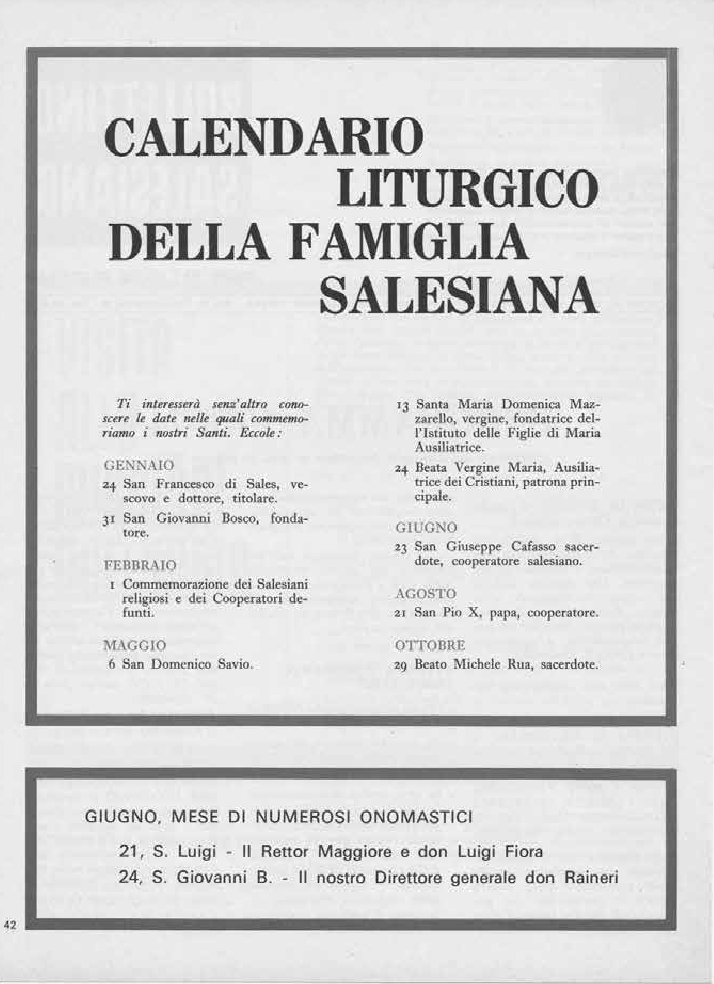 CALENDARIO
LITURGICO
DELLA FAMIGLIA
SALESIANA
Ti interesserà senz'altro cono-
scere le date nelle quali commemo-
riamo i nostri Santi. Eccole:
GENNAIO
24 San Francesco di Sales, ve-
scovo e dottore, titolare.
31 San Giovanni Bosco, fonda-
tore.
FEBBRAIO
1 Commemorazione dei Salesiani
religiosi e dei Cooperatori de-
funti.
MAGGIO
6 San Domenico Savio.
13 Santa Maria Domenica Maz-
zarello, vergine, fondatrice del-
l'Istituto delle Figlie di Maria
Ausiliatrice.
24 Beata Vergine Maria, Ausilia-
trice dei Cristiani, patrona prin-
cipale.
GIUGNO
23 San Giuseppe Cafasso sacer-
dote, cooperatore salesiano.
AGOSTO
21 San Pio X, papa, cooperatore.
OTTOBRE
29 Beato Michele Rua, sacerdote.
GIUGNO, MESE DI NUMEROSI ONOMASTICI
21, S. Luigi - Il Rettor Maggiore e don Luigi Fiora
24, S. Giovanni B. - Il nostro Direttore generale don Raineri
42